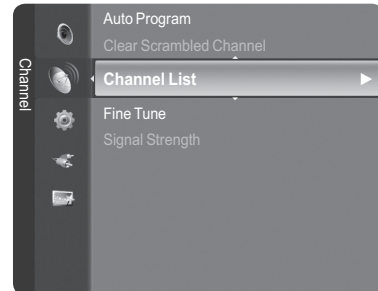 Channel
Auto Program
Clear Scrambled Channel
Channel List
Fine Tune
Signal Strength